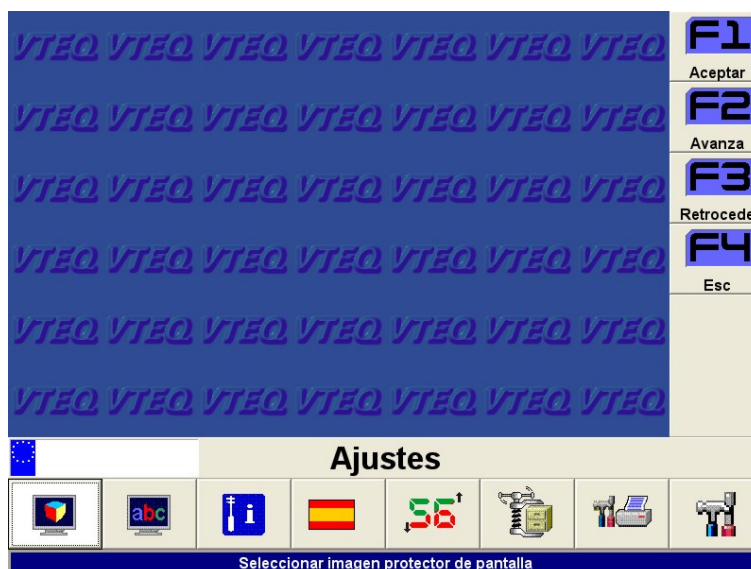 VTEQ VTEQ VTEQ VTEQ VTEQ VTEQ VTEQ
VTEQ VTEQ VTEQ VTEQ VTEQ VTEQ VTEQ
VTEQ VTEQ VTEQ VTEQ VTEQ VTEQ VTEQ
VTEQ VTEQ VTEQ VTEQ VTEQ VTEQ VTEQ
VTEQ VTEQ VTEQ VTEQ VTEQ VTEQ VTEQ
VTEQ VTEQ VTEQ VTEQ VTEQ VTEQ VTEQ
F1
Aceptar
F2
Avanza
F3
Retrocede
F4
Esc
Ajustes
abc
i
56
Seleccionar imagen protector de pantalla